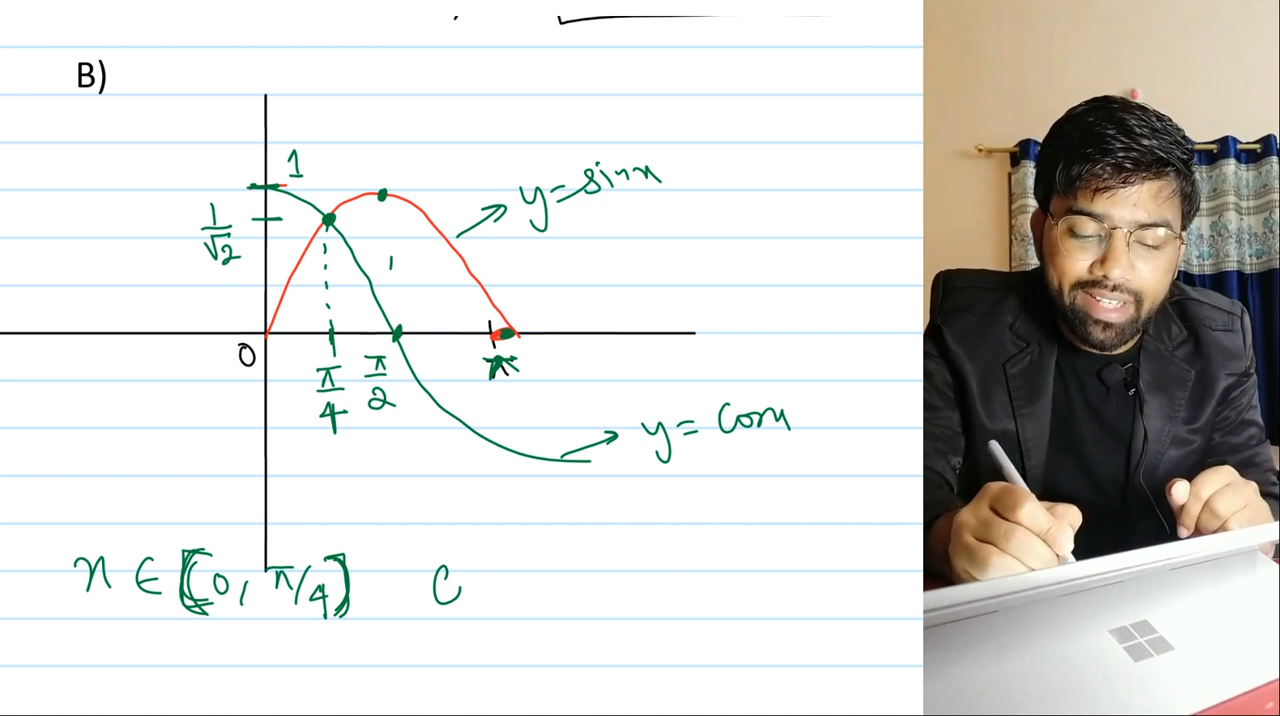 B)
1
1/√2
y=sinx
0
π/4
π/2
π
y= cosx
x ∈ [0, π/4] C